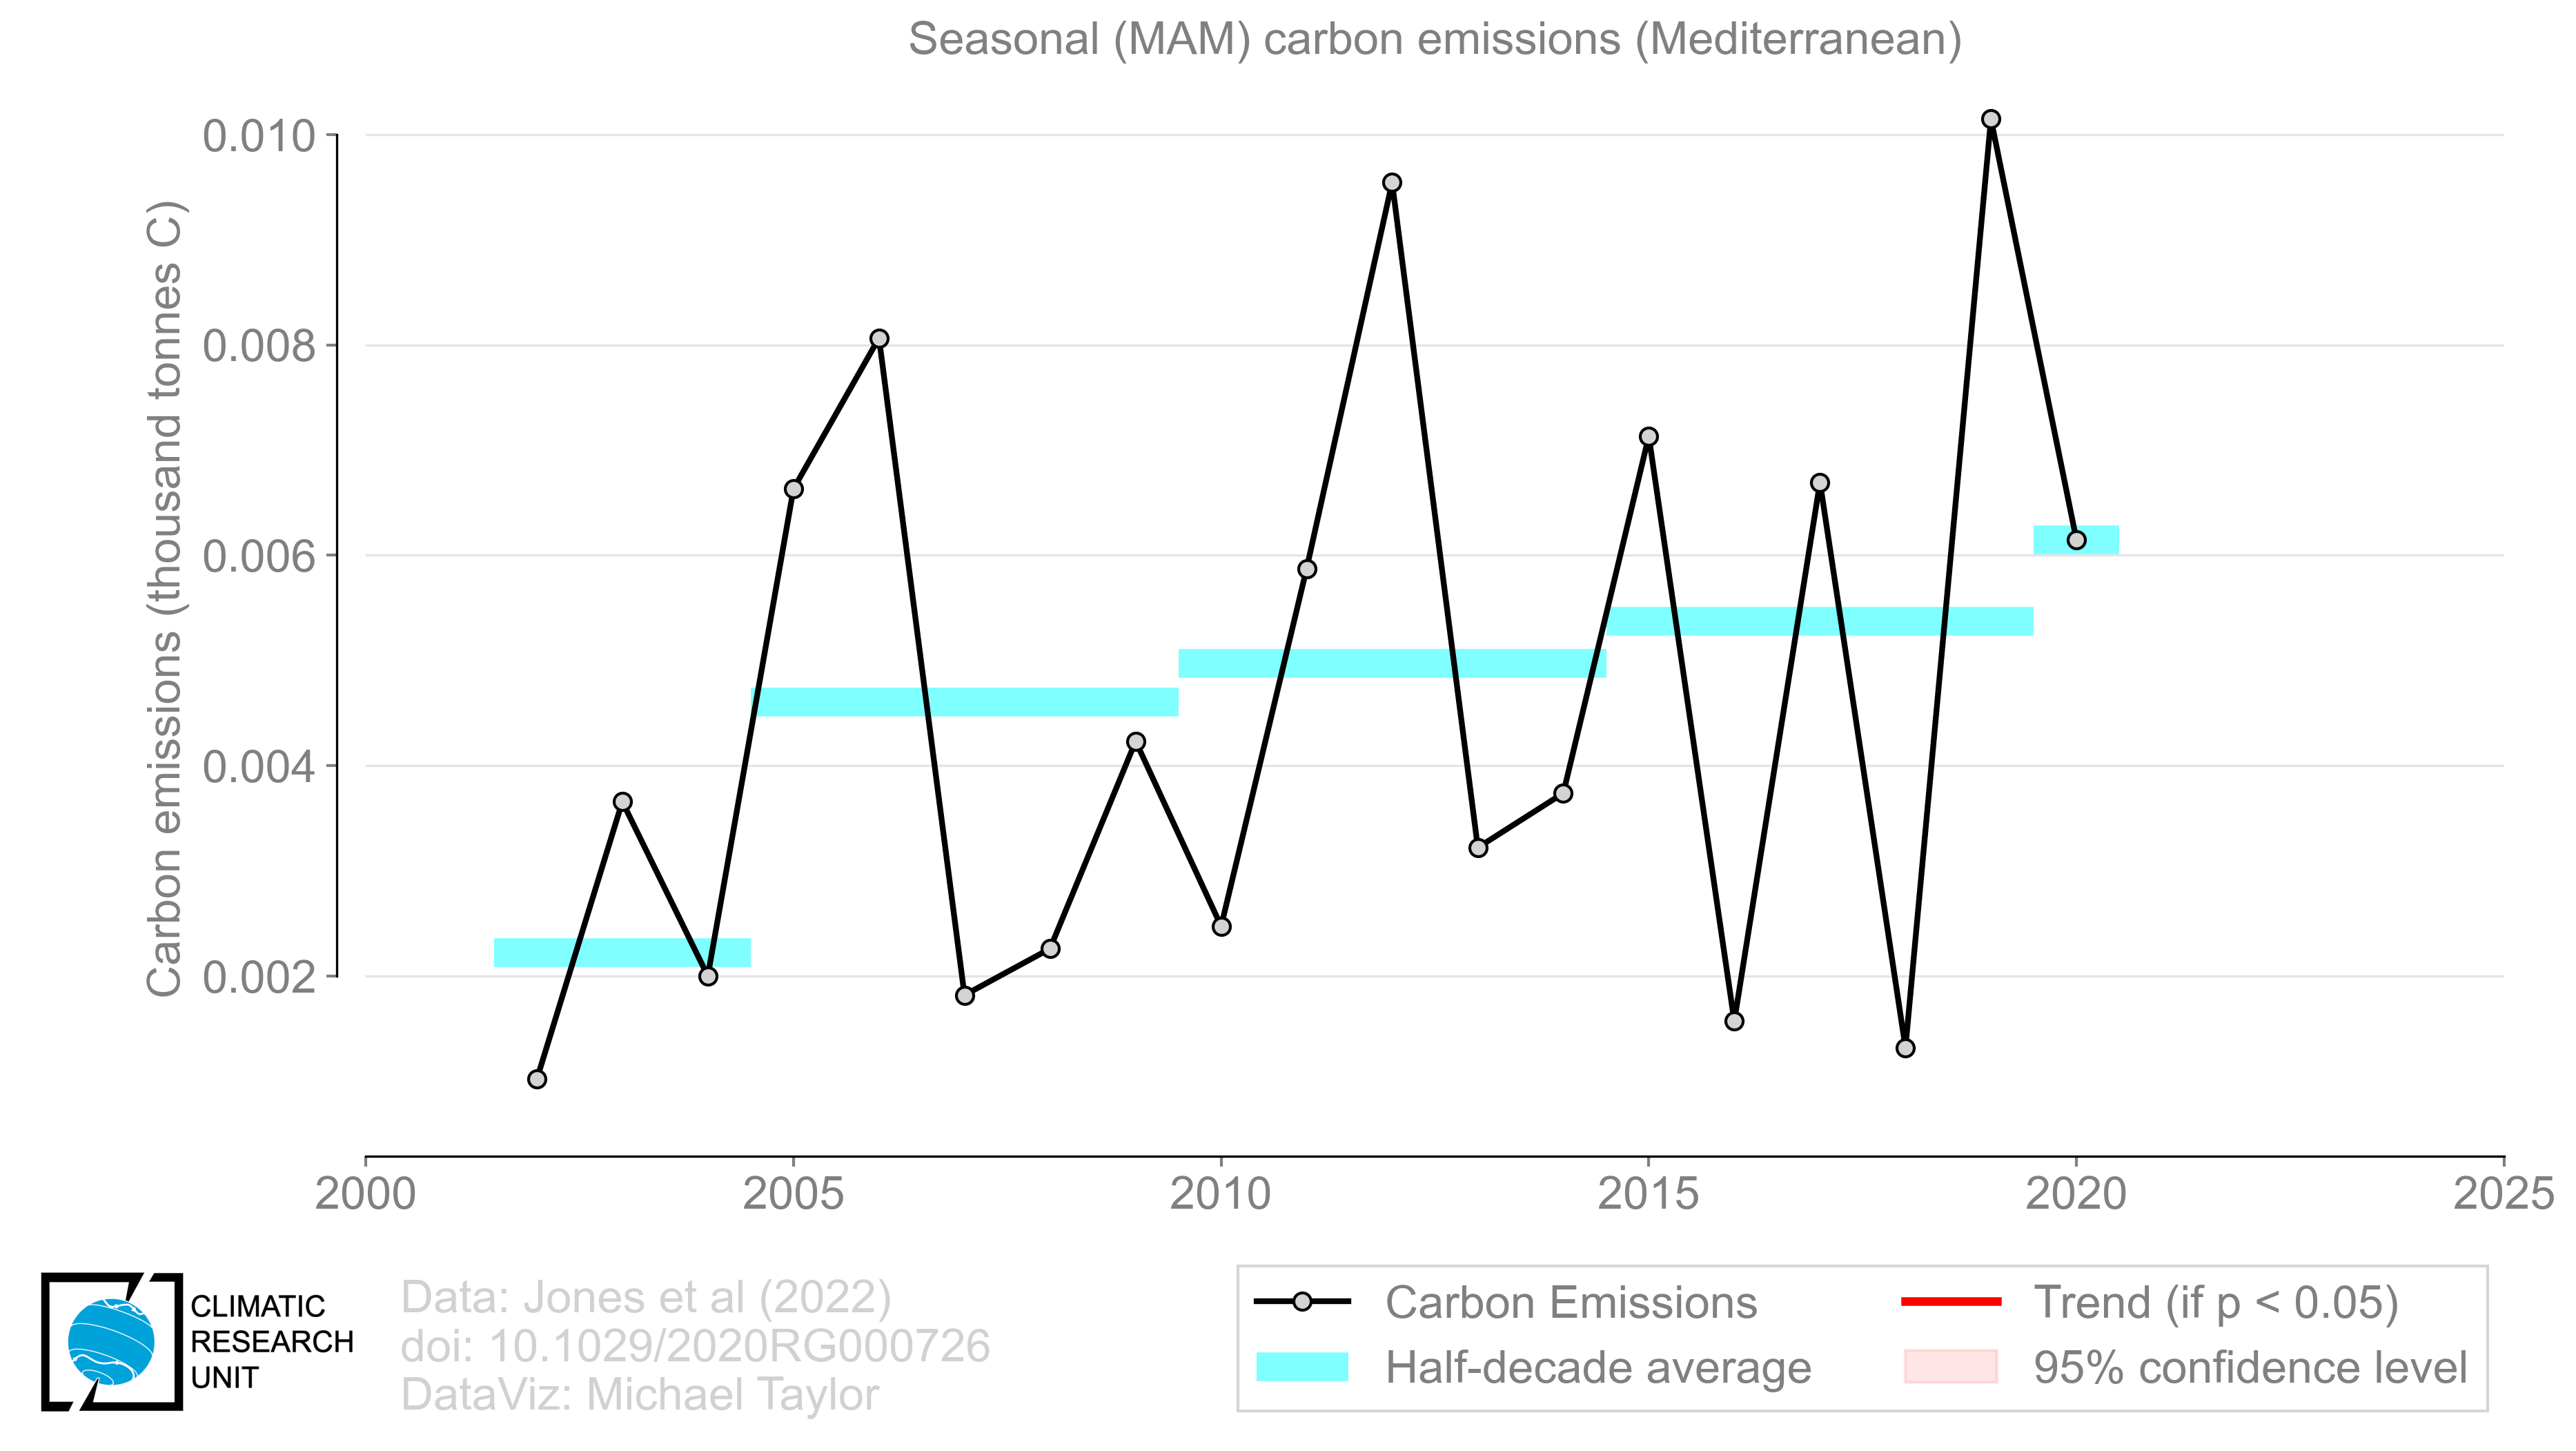 Seasonal (MAM) carbon emissions (Mediterranean)
Carbon emissions (thousand tonnes C)
0.010
0.008
0.006
0.004
0.002
2000 2005 2010 2015 2020 2025
CLIMATIC
RESEARCH
UNIT
Data: Jones et al (2022)
doi: 10.1029/2020RG000726
DataViz: Michael Taylor
Carbon Emissions
Half-decade average
Trend (if p < 0.05)
95% confidence level